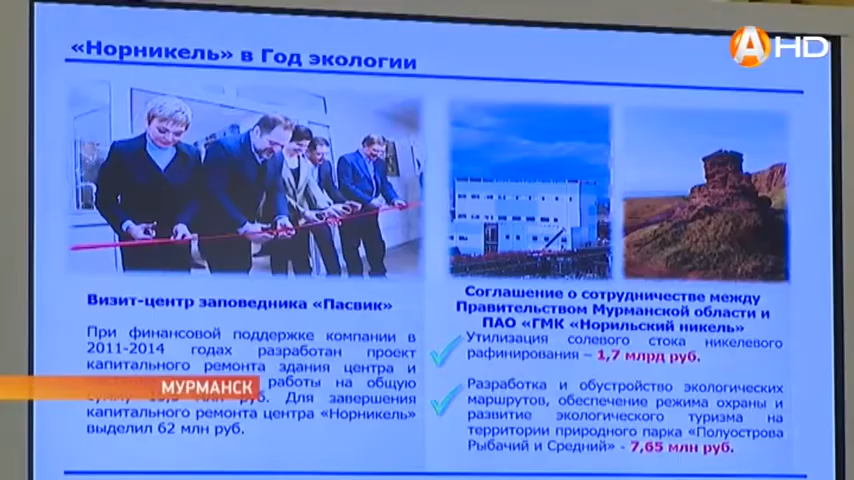 «Норникель» в Год экологии
HD
Визит-центр заповедника «Пасвик»
При финансовой поддержке компании в
2011-2014 годах разработан проект
капитального ремонта здания центра и
работы на общую
руб. Для завершения
капитального ремонта центра «Норникель»
выделил 62 млн руб.
МУРМАНСК
Соглашение о сотрудничестве между
Правительством Мурманской области и
ПАО «ГМК «Норильский никель»
Утилизация солевого стока никелевого
рафинирования – 1,7 млрд руб.
Разработка и обустройство экологических
маршрутов, обеспечение режима охраны и
развитие экологического туризма на
территории природного парка «Полуострова
Рыбачий и Средний» - 7,65 млн руб.